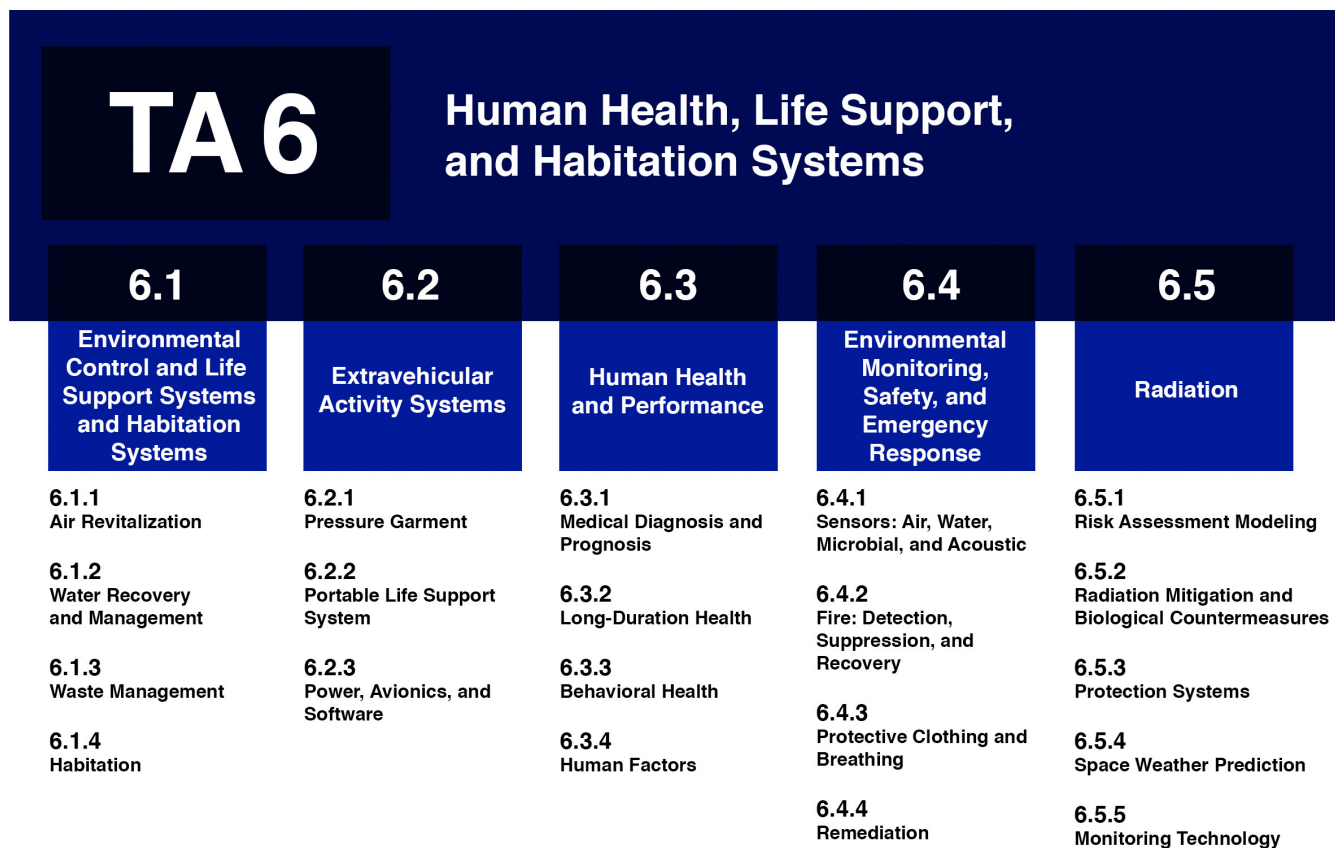 TA 6
Human Health, Life Support,
and Habitation Systems
6.1
Environmental
Control and Life
Support Systems
and Habitation
Systems
6.1.1
Air Revitalization
6.1.2
Water Recovery
and Management
6.1.3
Waste Management
6.1.4
Habitation
6.2
Extravehicular
Activity Systems
6.2.1
Pressure Garment
6.2.2
Portable Life Support
System
6.2.3
Power, Avionics, and
Software
6.3
Human Health
and Performance
6.3.1
Medical Diagnosis and
Prognosis
6.3.2
Long-Duration Health
6.3.3
Behavioral Health
6.3.4
Human Factors
6.4
Environmental
Monitoring,
Safety, and
Emergency
Response
6.4.1
Sensors: Air, Water,
Microbial, and Acoustic
6.4.2
Fire: Detection,
Suppression, and
Recovery
6.4.3
Protective Clothing and
Breathing
6.4.4
Remediation
6.5
Radiation
6.5.1
Risk Assessment Modeling
6.5.2
Radiation Mitigation and
Biological Countermeasures
6.5.3
Protection Systems
6.5.4
Space Weather Prediction
6.5.5
Monitoring Technology